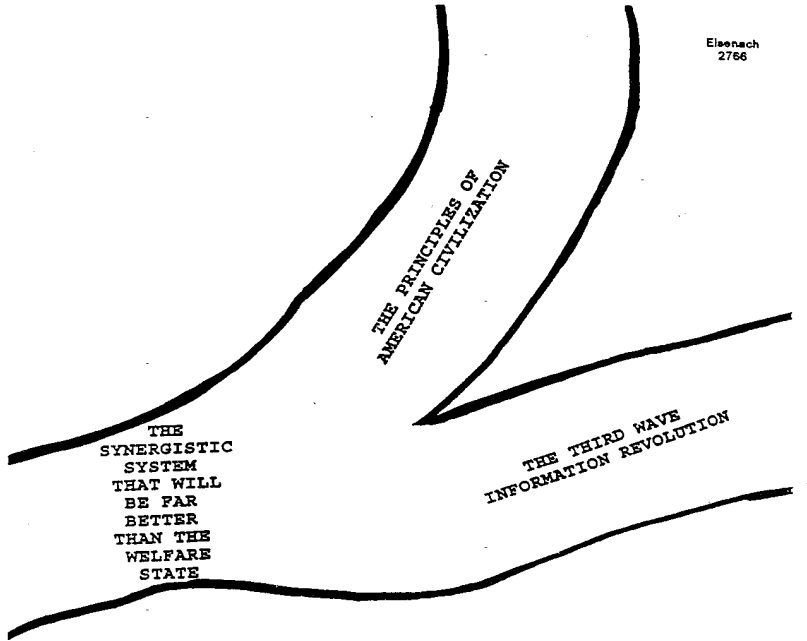 Eisenach
2766
THE PRINCIPLES OF
AMERICAN CIVILIZATION
THE
SYNERGISTIC
SYSTEM
THAT WILL
BE FAR
BETTER
THAN THE
WELFARE
STATE
THE THIRD WAVE
INFORMATION REVOLUTION